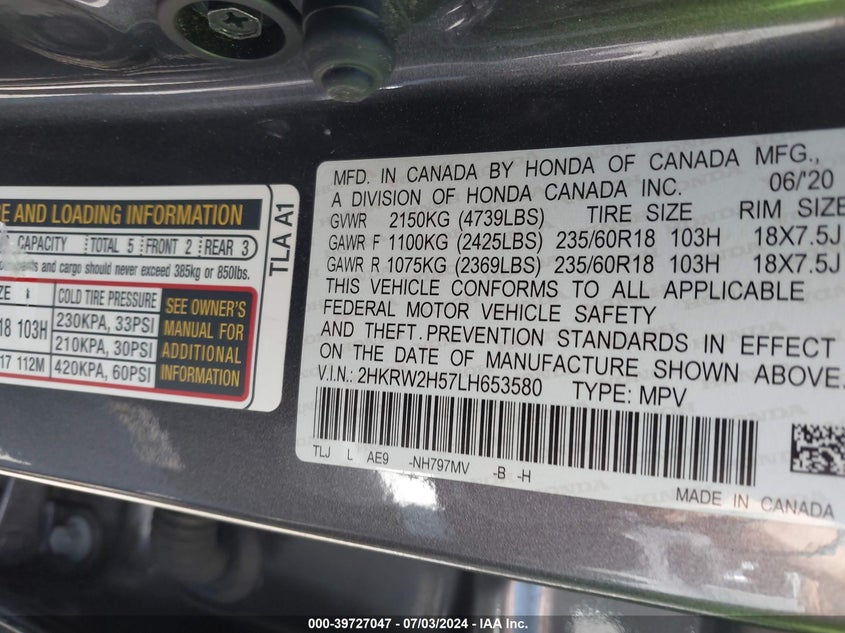 RE AND LOADING INFORMATION
CAPACITY TOTAL 5 FRONT 2 REAR 3
and cargo should never exceed 385kg or 850lbs.
COLD TIRE PRESSURE
18 103H 230KPA, 33PSI
210KPA, 30PSI
17 112M 420KPA, 60PSI
SEE OWNER'S
MANUAL FOR
ADDITIONAL
INFORMATION
TLA A1
MFD. IN CANADA BY HONDA OF CANADA MFG.,
A DIVISION OF HONDA CANADA INC. 06/'20
GVWR 2150KG (4739LBS) TIRE SIZE RIM SIZE
GAWR F 1100KG (2425LBS) 235/60R18 103H 18X7.5J
GAWR R 1075KG (2369LBS) 235/60R18 103H 18X7.5J
THIS VEHICLE CONFORMS TO ALL APPLICABLE
FEDERAL MOTOR VEHICLE SAFETY
AND THEFT PREVENTION STANDARDS IN EFFECT
ON THE DATE OF MANUFACTURE SHOWN ABOVE.
V.I.N.: 2HKRW2H57LH653580 TYPE: MPV
TLJ L AE9 -NH797MV -B -H
MADE IN CANADA
000-39727047 / 07/03/2024 - IAA Inc.